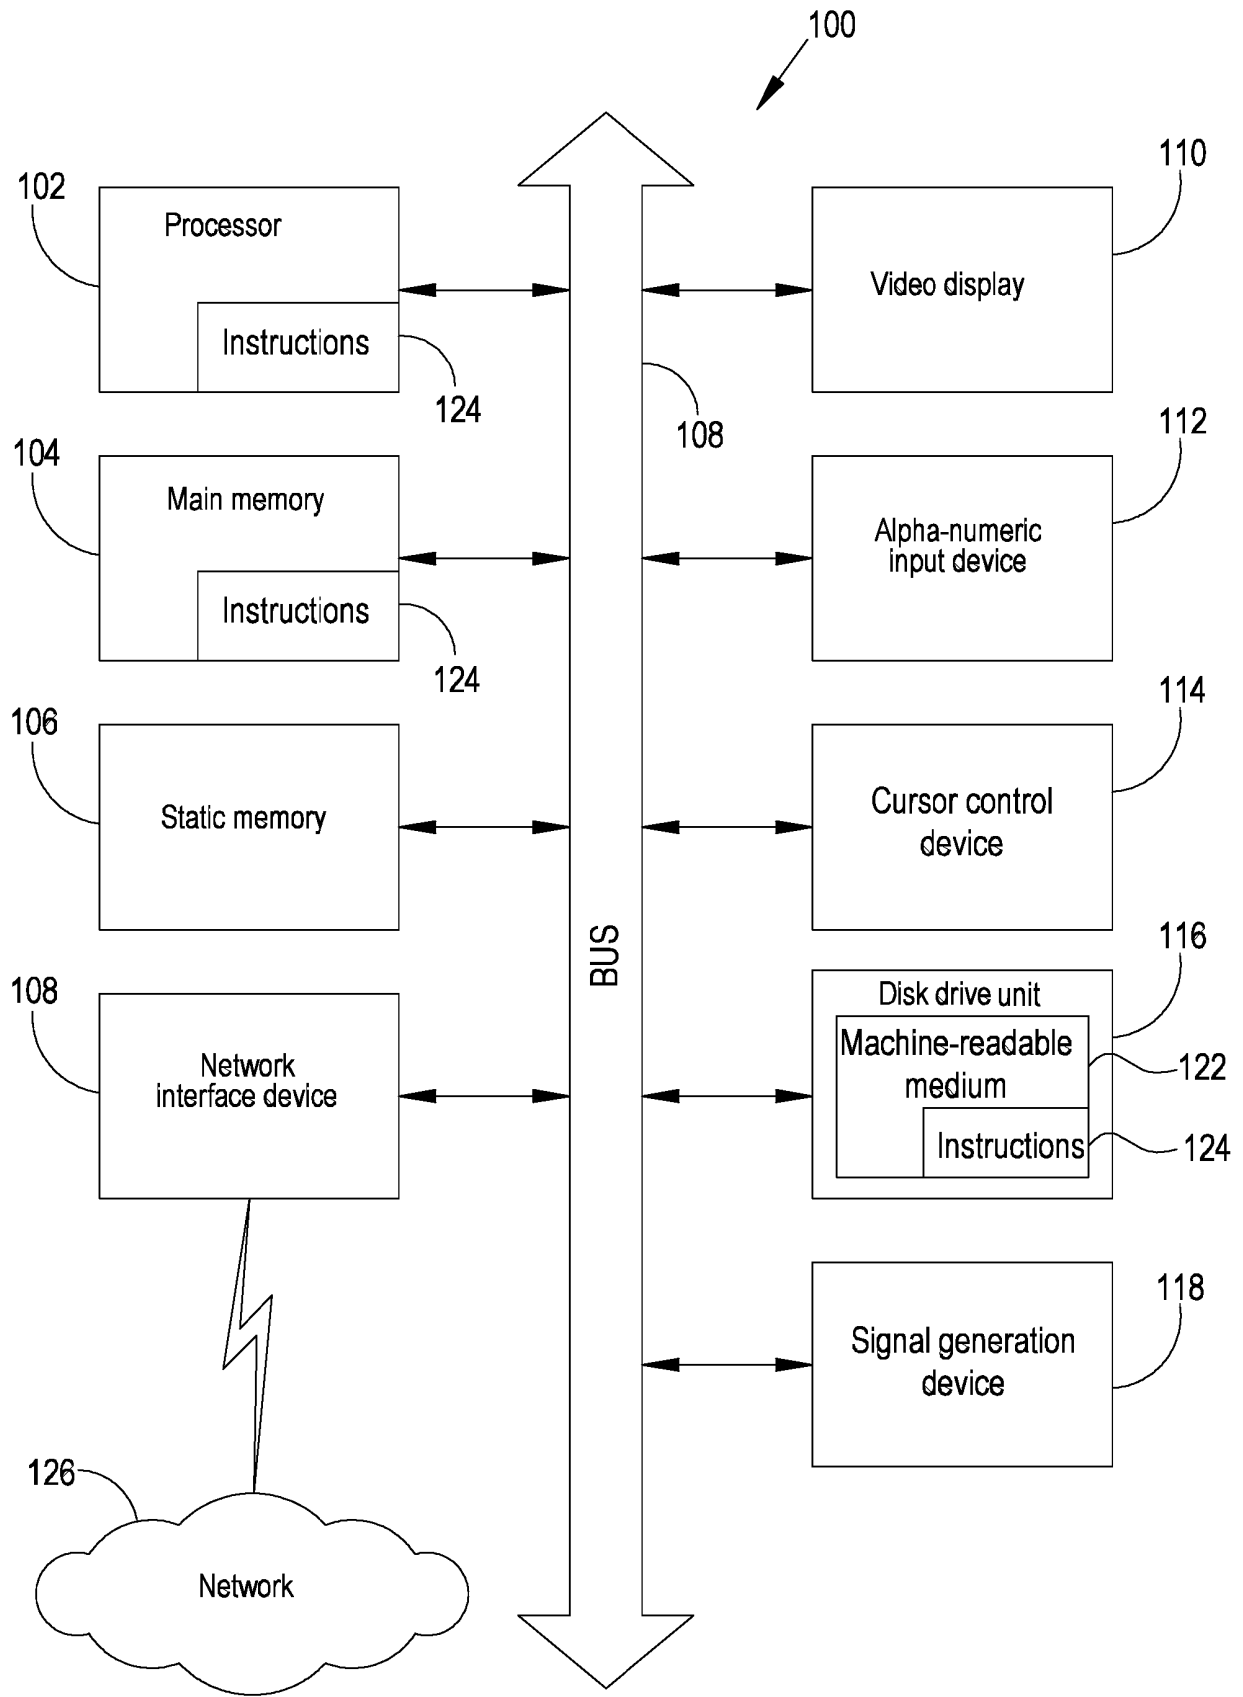 100
102
Processor
Instructions
124
104
Main memory
Instructions
124
106
Static memory
108
Network
interface device
126
Network
BUS
108
110
Video display
112
Alpha-numeric
input device
114
Cursor control
device
116
Disk drive unit
Machine-readable
medium
122
Instructions
124
118
Signal generation
device